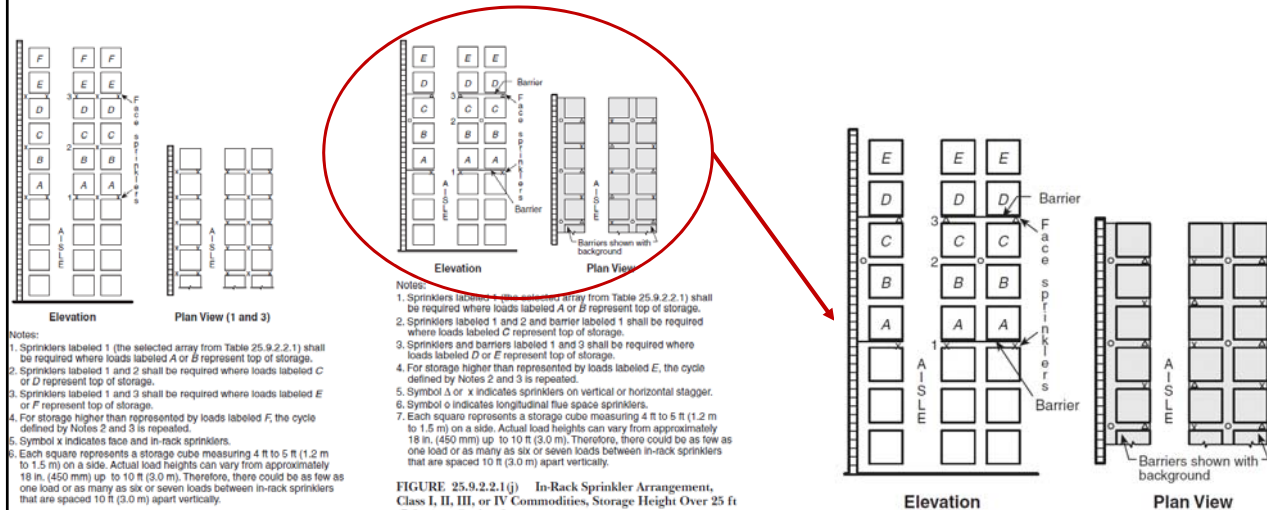 F F F
E E E
3
D D D
C C C
2
B B B
A A A
1
Face sprinklers
AISLE
AISLE
Elevation
Plan View (1 and 3)
Notes:
1. Sprinklers labeled 1 (the selected array from Table 25.9.2.2.1) shall
be required where loads labeled A or B represent top of storage.
2. Sprinklers labeled 1 and 2 shall be required where loads labeled C
or D represent top of storage.
3. Sprinklers labeled 1 and 3 shall be required where loads labeled E
or F represent top of storage.
4. For storage higher than represented by loads labeled F, the cycle
defined by Notes 2 and 3 is repeated.
5. Symbol x indicates face and in-rack sprinklers.
6. Each square represents a storage cube measuring 4 ft to 5 ft (1.2 m
to 1.5 m) on a side. Actual load heights can vary from approximately
18 in. (450 mm) up to 10 ft (3.0 m). Therefore, there could be as few as
one load or as many as six or seven loads between in-rack sprinklers
that are spaced 10 ft (3.0 m) apart vertically.
E E E
D D D
Barrier
3
C C C
2
B B B
A A A
1
Face sprinklers
Barrier
AISLE
AISLE
Barriers shown with
background
Elevation
Plan View
Notes:
1. Sprinklers labeled 1 (the selected array from Table 25.9.2.2.1) shall
be required where loads labeled A or B represent top of storage.
2. Sprinklers labeled 1 and 2 and barrier labeled 1 shall be required
where loads labeled C represent top of storage.
3. Sprinklers and barriers labeled 1 and 3 shall be required where
loads labeled D or E represent top of storage.
4. For storage higher than represented by loads labeled E, the cycle
defined by Notes 2 and 3 is repeated.
5. Symbol Δ or x indicates sprinklers on vertical or horizontal stagger.
6. Symbol o indicates longitudinal flue space sprinklers.
7. Each square represents a storage cube measuring 4 ft to 5 ft (1.2 m
to 1.5 m) on a side. Actual load heights can vary from approximately
18 in. (450 mm) up to 10 ft (3.0 m). Therefore, there could be as few as
one load or as many as six or seven loads between in-rack sprinklers
that are spaced 10 ft (3.0 m) apart vertically.
FIGURE 25.9.2.2.1(j) In-Rack Sprinkler Arrangement,
Class I, II, III, or IV Commodities, Storage Height Over 25 ft
E E E
D D D
Barrier
3
C C C
2
B B B
A A A
1
Face sprinklers
Barrier
AISLE
AISLE
Barriers shown with
background
Elevation
Plan View